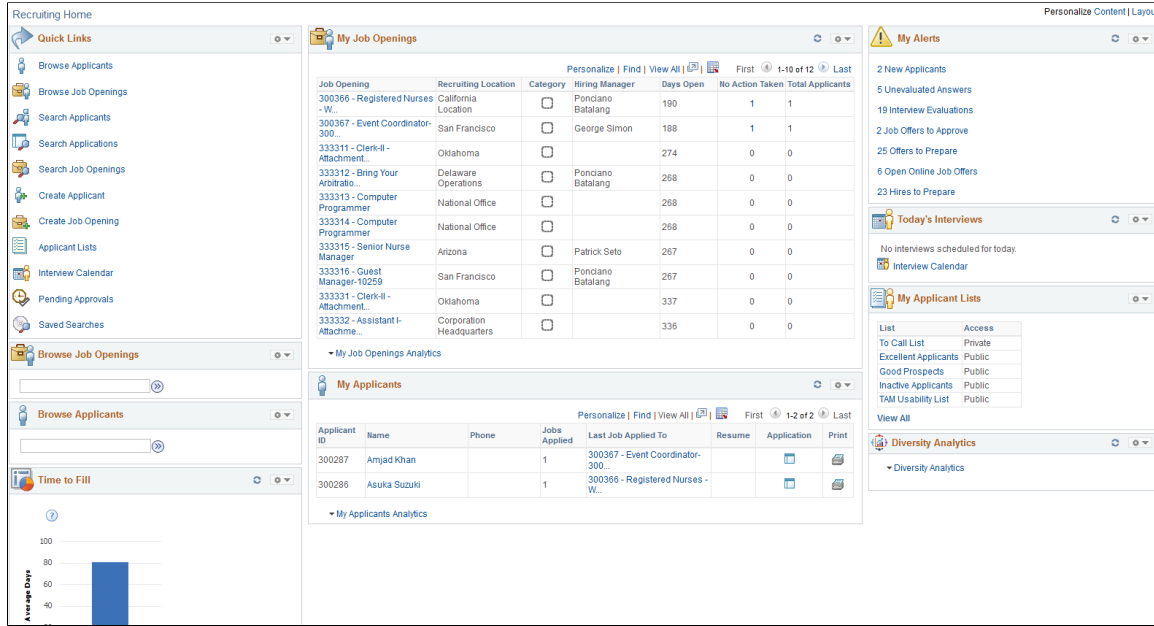 Recruiting Home
Personalize Content | Layou
Quick Links
Browse Applicants
Browse Job Openings
Search Applicants
Search Applications
Search Job Openings
Create Applicant
Create Job Opening
Applicant Lists
Interview Calendar
Pending Approvals
Saved Searches
Browse Job Openings
Browse Applicants
Time to Fill
100
80
60
40
Average Days
My Job Openings
Personalize | Find | View All | | First 1-10 of 12 Last
Job Opening Recruiting Location Category Hiring Manager Days Open No Action Taken Total Applicants
300366 - Registered Nurses - W... California Location Ponciano Batalang 190 1 1
300367 - Event Coordinator-300... San Francisco George Simon 188 1 1
333311 - Clerk-II - Attachment... Oklahoma 274 0 0
333312 - Bring Your Arbitratio... Delaware Operations Ponciano Batalang 268 0 0
333313 - Computer Programmer National Office 268 0 0
333314 - Computer Programmer National Office 268 0 0
333315 - Senior Nurse Manager Arizona Patrick Seto 267 0 0
333316 - Guest Manager-10259 San Francisco Ponciano Batalang 267 0 0
333331 - Clerk-II - Attachment... Oklahoma 337 0 0
333332 - Assistant I-Attachme... Corporation Headquarters 336 0 0
My Job Openings Analytics
My Applicants
Personalize | Find | View All | | First 1-2 of 2 Last
Applicant ID Name Phone Jobs Applied Last Job Applied To Resume Application Print
300287 Amjad Khan 1 300367 - Event Coordinator-300...
300286 Asuka Suzuki 1 300366 - Registered Nurses - W...
My Applicants Analytics
My Alerts
2 New Applicants
5 Unevaluated Answers
19 Interview Evaluations
2 Job Offers to Approve
25 Offers to Prepare
6 Open Online Job Offers
23 Hires to Prepare
Today's Interviews
No interviews scheduled for today.
Interview Calendar
My Applicant Lists
List Access
To Call List Private
Excellent Applicants Public
Good Prospects Public
Inactive Applicants Public
TAM Usability List Public
View All
Diversity Analytics
Diversity Analytics